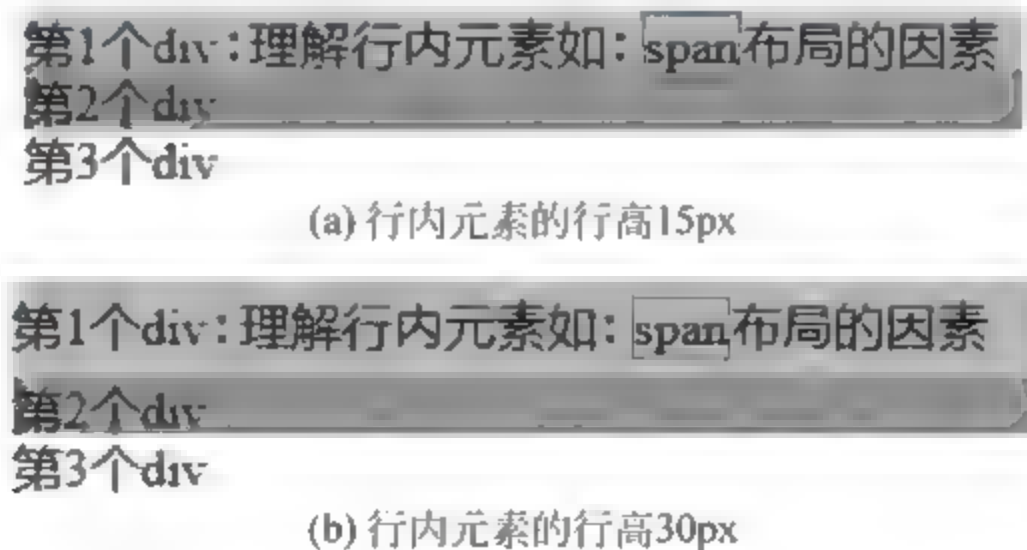 第1个div:理解行内元素如: span布局的因素
第2个div
第3个div
(a) 行内元素的行高15px
第1个div:理解行内元素如: span布局的因素
第2个div
第3个div
(b) 行内元素的行高30px